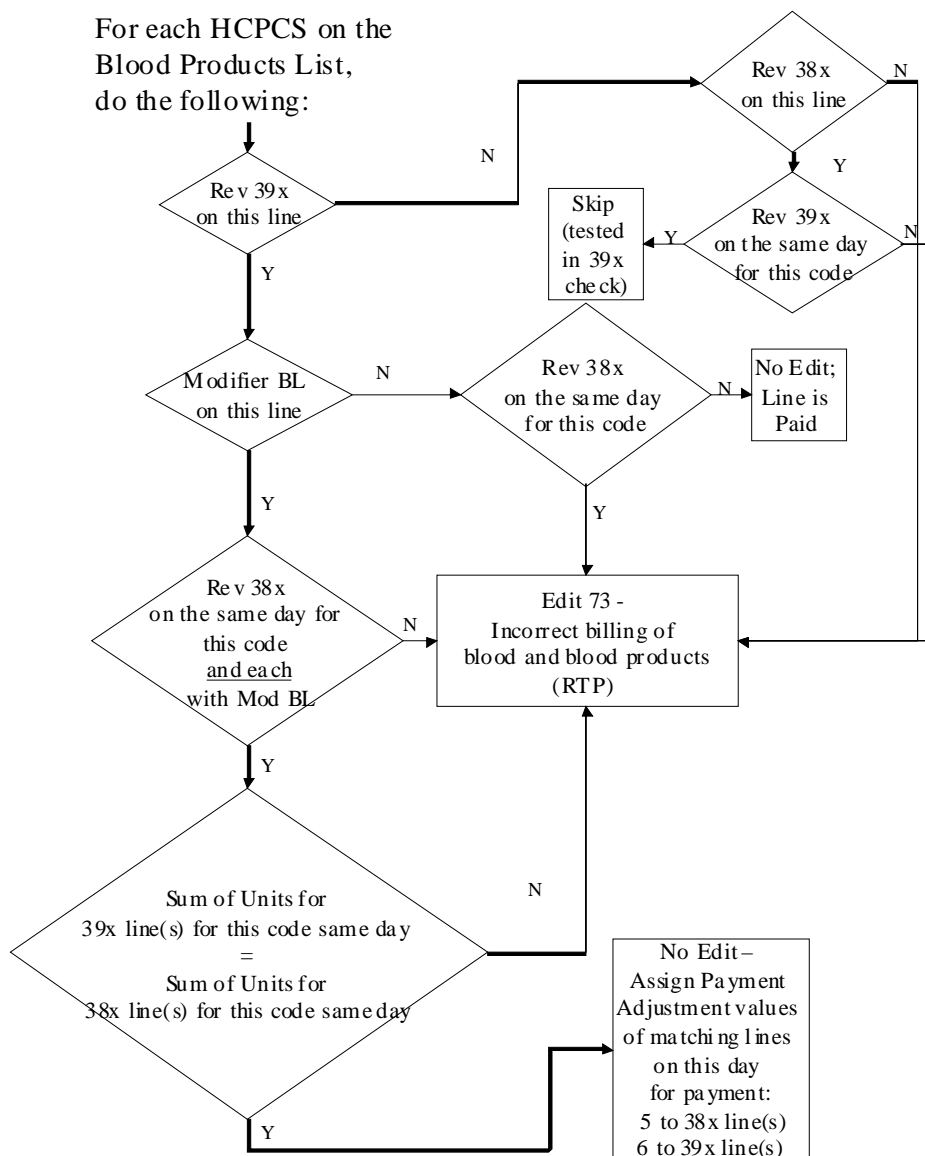 For each HCPCS on the
Blood Products List,
do the following:
Rev 38x
on this line
N
N
Y
Rev 39x
on this line
Skip
(tested
in 39x
check)
Y
Rev 39x
on the same day
for this code
N
Y
Modifier BL
on this line
N
Rev 38x
on the same day
for this code
N
No Edit;
Line is
Paid
Y
Y
Rev 38x
on the same day for
this code
and each
with Mod BL
N
Edit 73 -
Incorrect billing of
blood and blood products
(RTP)
Y
Sum of Units for
39x line(s) for this code same day
=
Sum of Units for
38x line(s) for this code same day
N
No Edit –
Assign Payment
Adjustment values
of matching lines
on this day
for payment:
5 to 38x line(s)
6 to 39x line(s)
Y